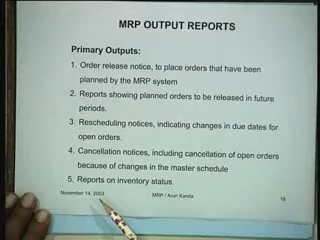 MRP OUTPUT REPORTS
Primary Outputs:
1. Order release notice, to place orders that have been
planned by the MRP system
2. Reports showing planned orders to be released in future
periods.
3. Rescheduling notices, indicating changes in due dates for
open orders.
4. Cancellation notices, including cancellation of open orders
because of changes in the master schedule
5. Reports on inventory status.
November 14, 2003 MRP / Arun Kanda 16